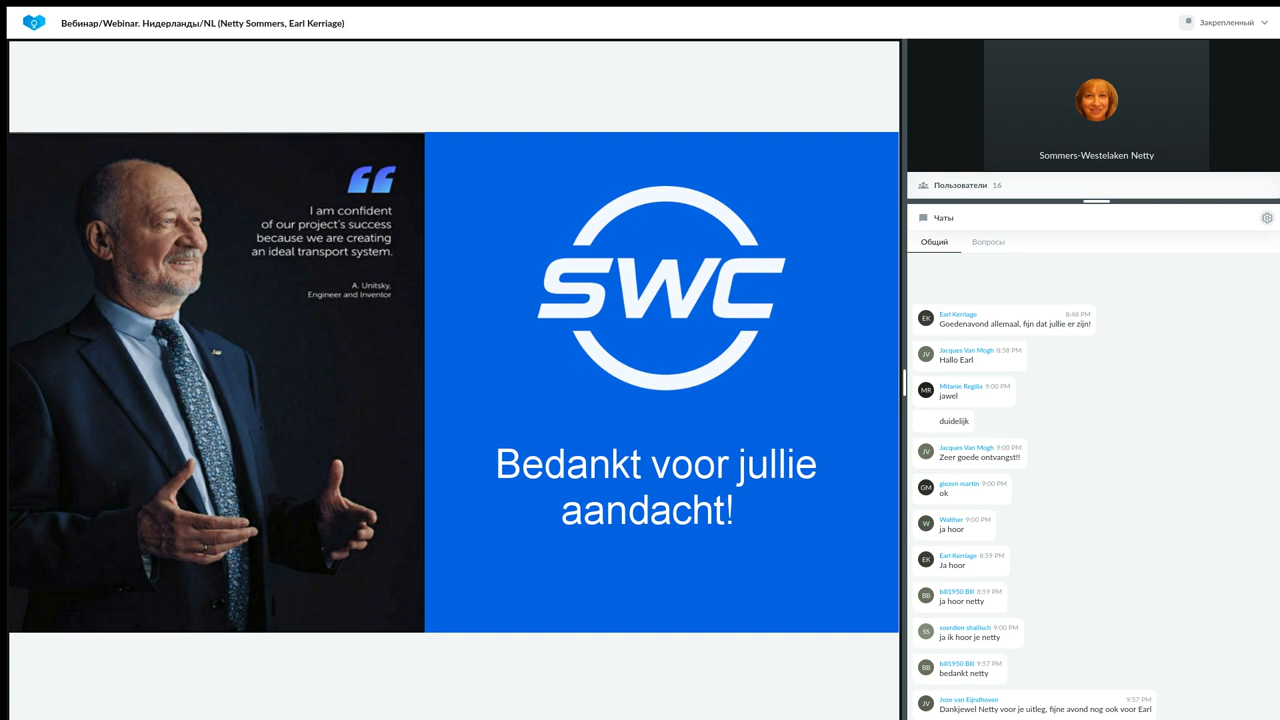 Вебинар/Webinar. Нидерланды/NL (Netty Sommers, Earl Kerriage)
Закрепленный
I am confident
of our project's success
because we are creating
an ideal transport system.
A. Unitsky,
Engineer and Inventor
SWC
Bedankt voor jullie
aandacht!
Sommers-Westelaken Netty
Пользователи 16
Чаты
Общий Вопросы
EK Earl Kerriage 8:48 PM
Goedenavond allemaal, fijn dat jullie er zijn!
JV Jacques Van Mogh 8:58 PM
Hallo Earl
MR Mitanie Regilia 9:00 PM
jawel
duidelijk
JV Jacques Van Mogh 9:00 PM
Zeer goede ontvangst!!
GM giezen martin 9:00 PM
ok
W Walther 9:00 PM
ja hoor
EK Earl Kerriage 8:59 PM
Ja hoor
BB bill1950 Bill 8:59 PM
ja hoor netty
SS soerdien shallisch 9:00 PM
ja ik hoor je netty
BB bill1950 Bill 9:57 PM
bedankt netty
JV Joze van Eijndhoven 9:57 PM
Dankjewel Netty voor je uitleg, fijne avond nog ook voor Earl